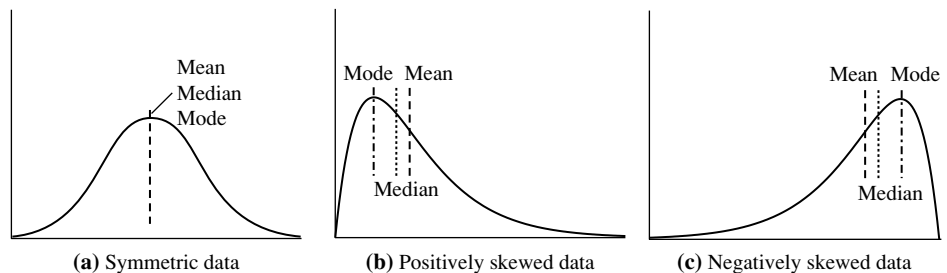 Mean
Median
Mode
(a) Symmetric data
Mode
Mean
Median
(b) Positively skewed data
Mean
Mode
Median
(c) Negatively skewed data